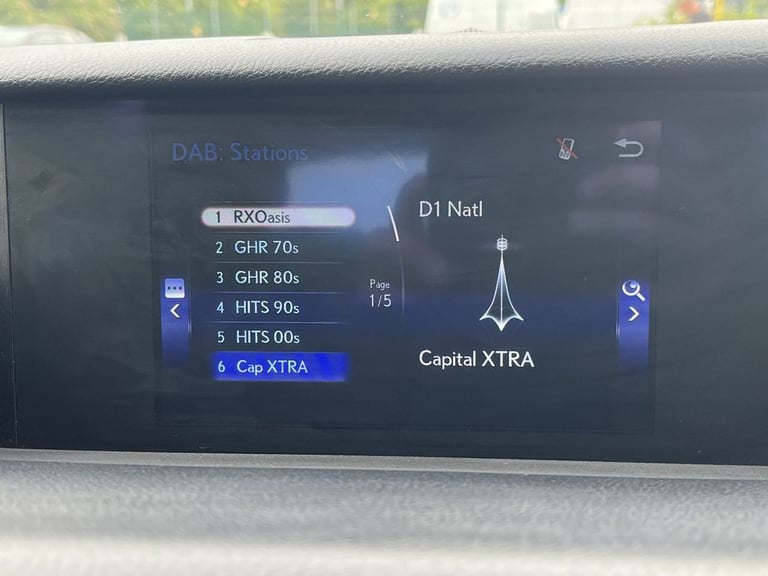 DAB: Stations
1 RXOasis
2 GHR 70s
3 GHR 80s
4 HITS 90s
5 HITS 00s
6 Cap XTRA
Page
1/5
D1 Natl
Capital XTRA